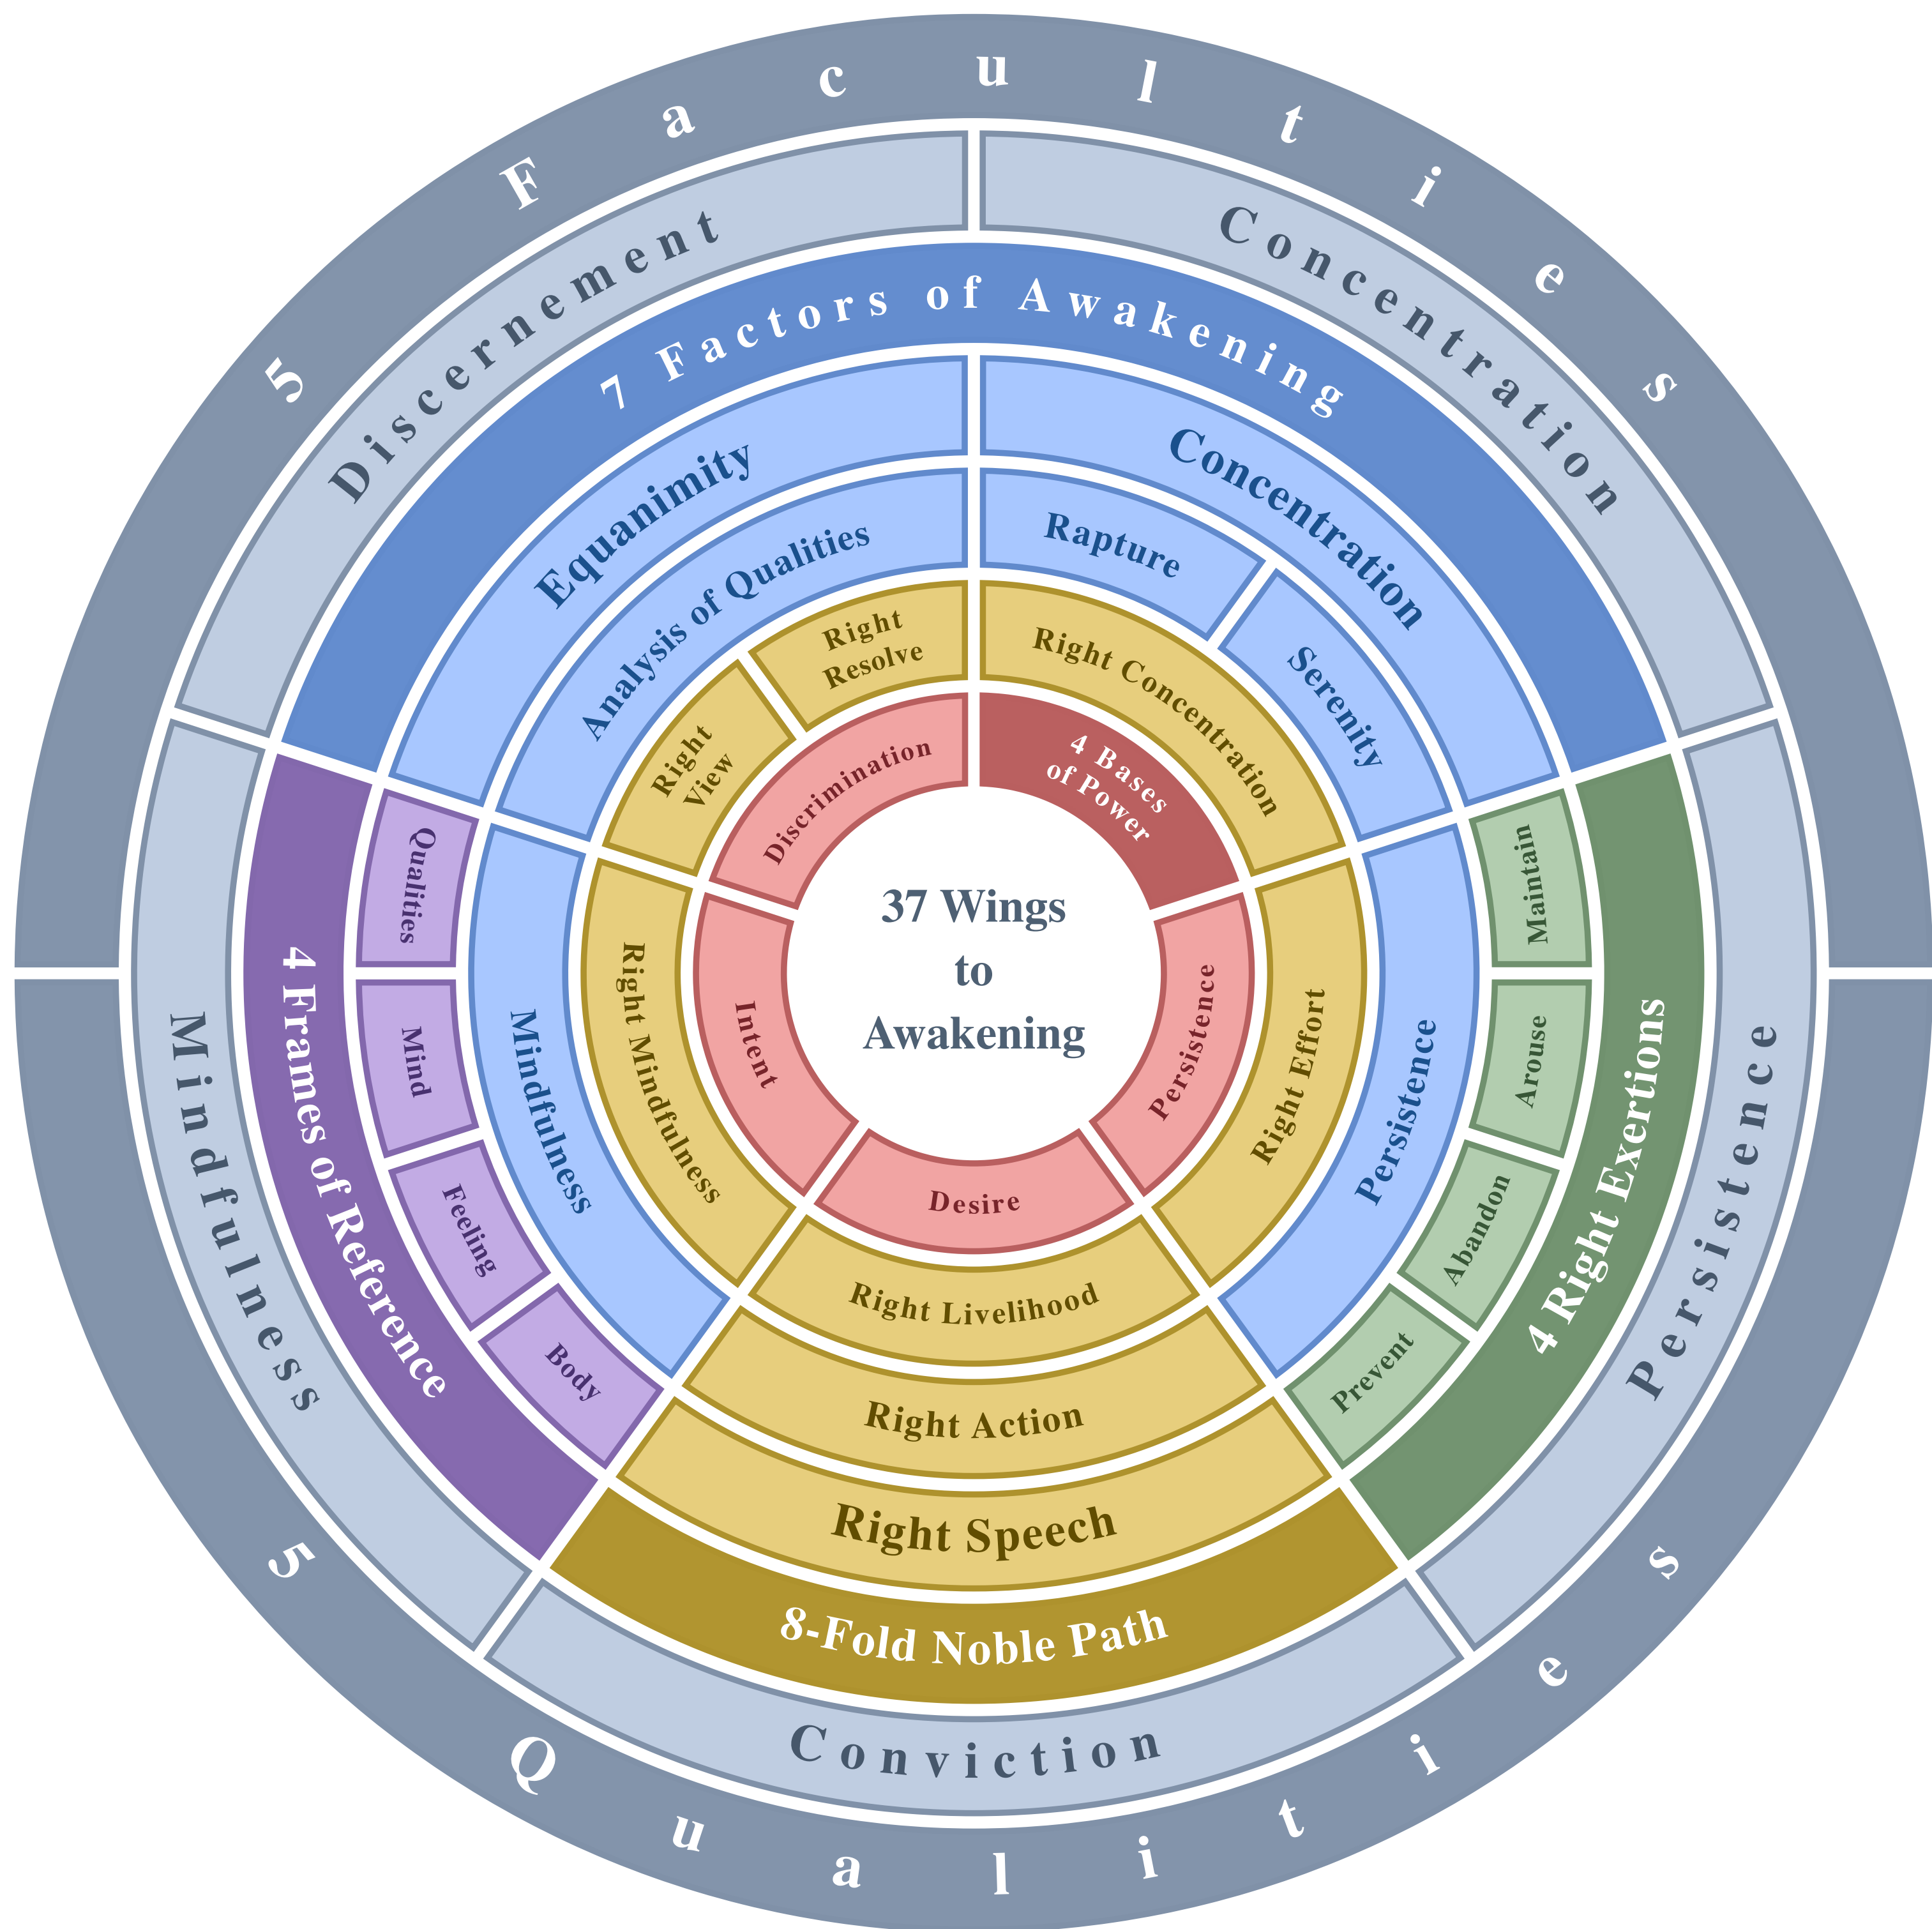 5 Faculties
Discernement
Concentration
7 Factors of Awakening
Equanimity
Concentration
Analysis of Qualities
Rapture
Serenity
Right
Resolve
Right
View
Right Concentration
Discrimination
4 Bases
of Power
37 Wings
to
Awakening
Mindfulness
4 Frames of Reference
Qualities
Mind
Feeling
Body
Mindfulness
Right Mindfulness
Intent
Desire
Persistence
Right Effort
Persistence
Maintain
Arouse
Abandon
Prevent
4 Right Exertions
Persistence
Right Livelihood
Right Action
Right Speech
8-Fold Noble Path
Conviction
5 Qualities